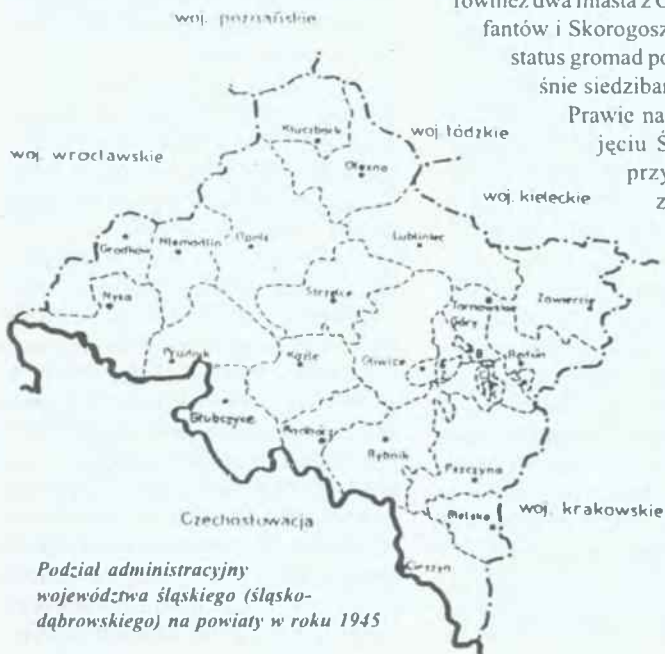 również dwa miasta z O
fantów i Skorogosz
status gromad po
śnie siedzibar
Prawie na
jęciu Ś
przy
z
woj. poznańskie
woj. wrocławskie
woj. łódzkie
woj. kieleckie
Kluczbork
Olesno
Grodków
Niemodlin
Opole
Lubliniec
Nysa
Strzelce
Tarnowskie
Góry
Zawiercie
Będzin
Prudnik
Koźle
Gliwice
Głubczyce
Racibórz
Rybnik
Pszczyna
Bielsko
woj. krakowskie
Czechosłowacja
Cieszyn
Podział administracyjny
województwa śląskiego (śląsko-
dąbrowskiego) na powiaty w roku 1945